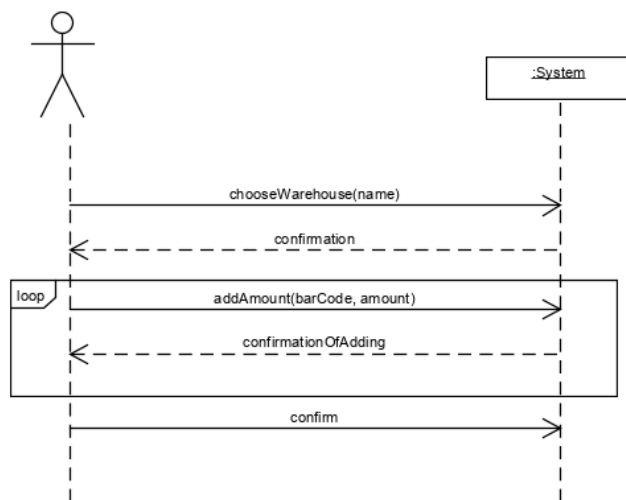 :System
chooseWarehouse(name)
confirmation
loop
addAmount(barCode, amount)
confirmationOfAdding
confirm